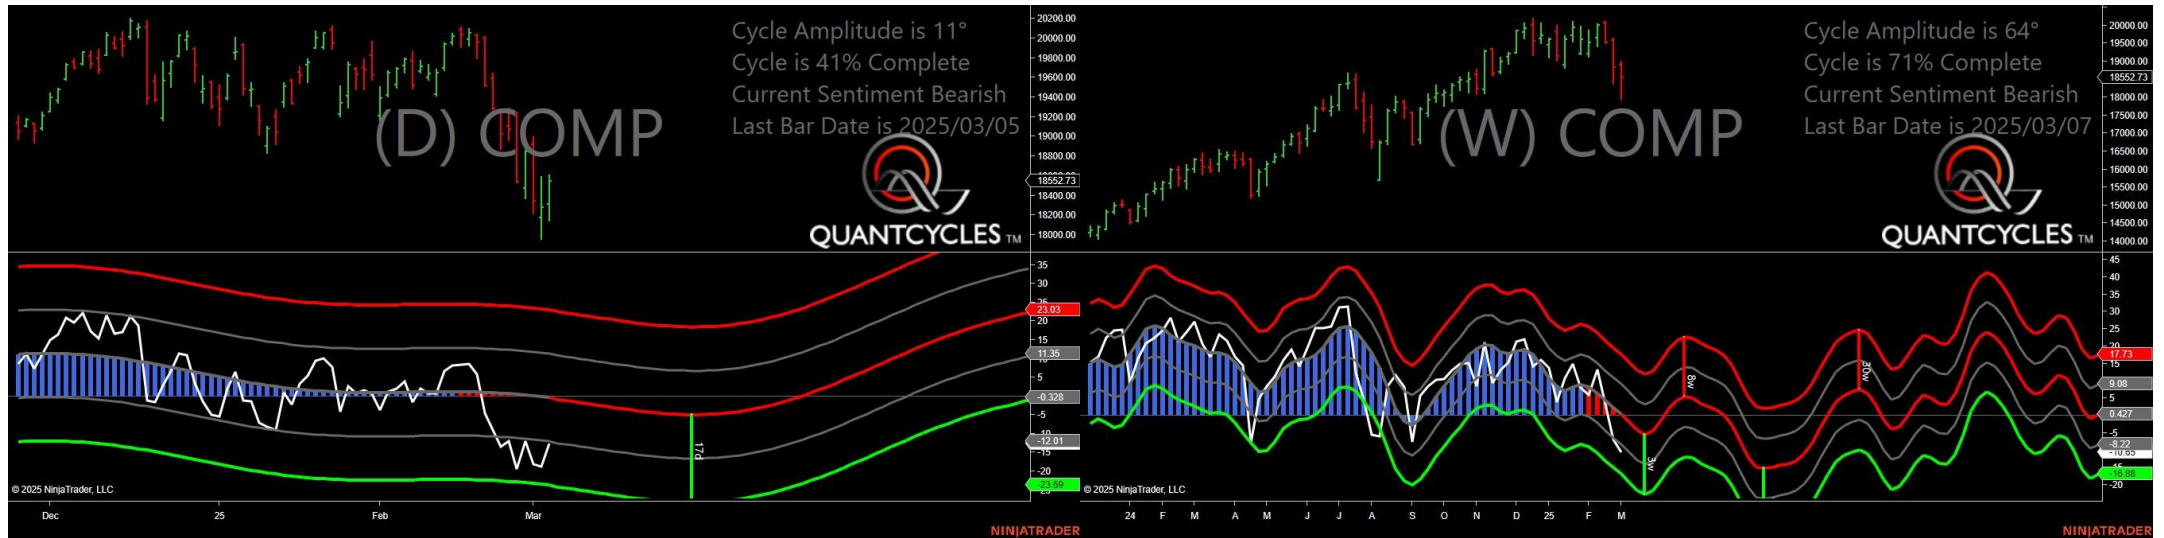 Cycle Amplitude is 11°
Cycle is 41% Complete
Current Sentiment Bearish
Last Bar Date is 2025/03/05
(D) COMP
QUANTCYCLES TM
20200.00
20000.00
19800.00
19600.00
19400.00
19200.00
19000.00
18800.00
18552.73
18400.00
18200.00
18000.00
35
30
23.03
20
15
11.35
5
-0.328
-5
-12.01
-15
-20
-23.69
17d
© 2025 NinjaTrader, LLC
Dec
25
Feb
Mar
NINJATRADER
Cycle Amplitude is 64°
Cycle is 71% Complete
Current Sentiment Bearish
Last Bar Date is 2025/03/07
(W) COMP
QUANTCYCLES TM
20000.00
19500.00
19000.00
18552.73
18000.00
17500.00
17000.00
16500.00
16000.00
15500.00
15000.00
14500.00
14000.00
45
40
35
30
25
20
17.73
15
9.08
5
0.427
-5
-8.22
-10.65
-16.88
-20
8w
20w
3w
© 2025 NinjaTrader, LLC
24 F M A M J J A S O N D 25 F M
NINJATRADER